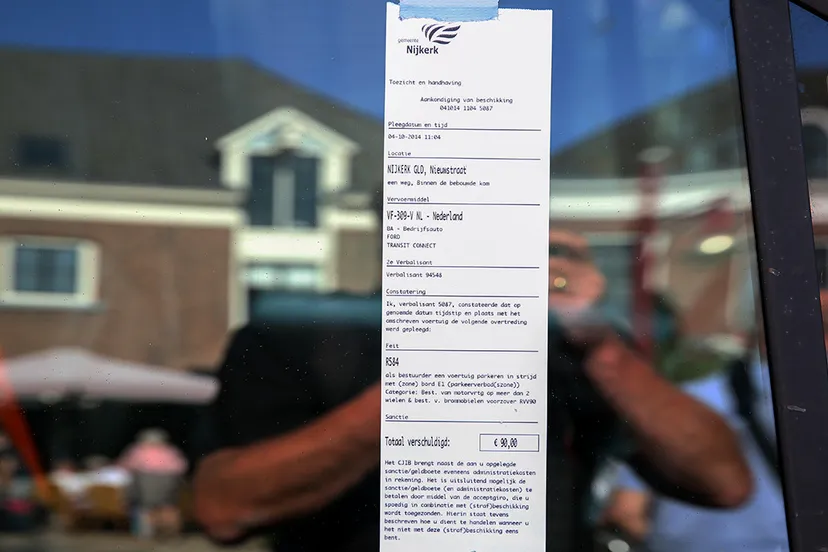 gemeente
Nijkerk
Toezicht en handhaving
Aankondiging van beschikking
041014 1104 5087
Pleegdatum en tijd
04-10-2014 11:04
Locatie
NIJKERK GLD, Nieuwstraat
een weg, Binnen de bebouwde kom
Vervoermiddel
VF-309-V NL - Nederland
BA - Bedrijfsauto
FORD
TRANSIT CONNECT
2e Verbalisant
Verbalisant 94548
Constatering
Ik, verbalisant 5087, constateerde dat op
genoemde datum tijdstip en plaats met het
omschreven voertuig de volgende overtreding
werd gepleegd:
Feit
R584
als bestuurder een voertuig parkeren in strijd
met (zone) bord E1 (parkeerverbod(szone))
Categorie: Best. van motorvrtg op meer dan 2
wielen & best. v. brommobielen voorzover RVV90
Sanctie
Totaal verschuldigd: € 90,00
Het CJIB brengt naast de aan u opgelegde
sanctie/geldboete eveneens administratiekosten
in rekening. Het is uitsluitend mogelijk de
sanctie/geldboete (en administratiekosten) te
betalen door middel van de acceptgiro, die u
spoedig in combinatie met (straf)beschikking
wordt toegezonden. Hierin staat tevens
beschreven hoe u dient te handelen wanneer u
het niet met deze (straf)beschikking eens
bent.